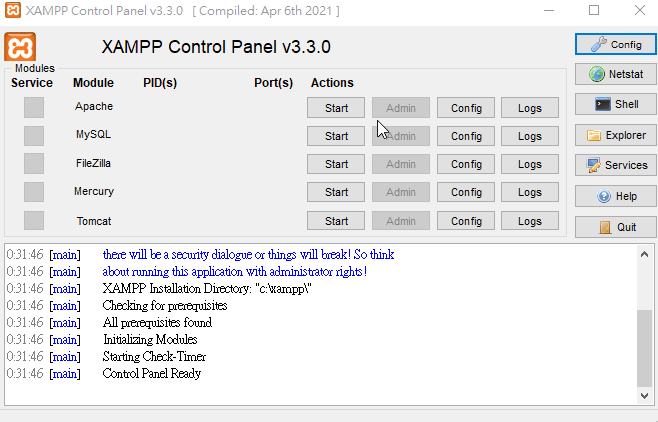 XAMPP Control Panel v3.3.0 [ Compiled: Apr 6th 2021 ]
XAMPP Control Panel v3.3.0
Config
Modules
Service Module PID(s) Port(s) Actions
Netstat
Apache Start Admin Config Logs
Shell
MySQL Start Admin Config Logs
Explorer
FileZilla Start Admin Config Logs
Services
Mercury Start Admin Config Logs
Help
Tomcat Start Admin Config Logs
Quit
0:31:46 [main] there will be a security dialogue or things will break! So think
0:31:46 [main] about running this application with administrator rights!
0:31:46 [main] XAMPP Installation Directory: "c:\xampp\"
0:31:46 [main] Checking for prerequisites
0:31:46 [main] All prerequisites found
0:31:46 [main] Initializing Modules
0:31:46 [main] Starting Check-Timer
0:31:46 [main] Control Panel Ready